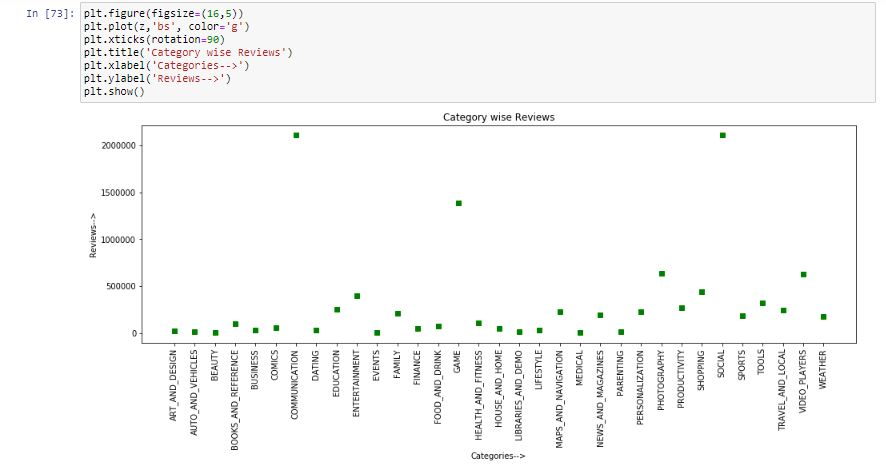 In [73]: plt.figure(figsize=(16,5))
plt.plot(z,'bs', color='g')
plt.xticks(rotation=90)
plt.title('Category wise Reviews')
plt.xlabel('Categories-->')
plt.ylabel('Reviews-->')
plt.show()
Category wise Reviews
2000000
1500000
1000000
500000
0
Reviews-->
ART_AND_DESIGN
AUTO_AND_VEHICLES
BEAUTY
BOOKS_AND_REFERENCE
BUSINESS
COMICS
COMMUNICATION
DATING
EDUCATION
ENTERTAINMENT
EVENTS
FAMILY
FINANCE
FOOD_AND_DRINK
GAME
HEALTH_AND_FITNESS
HOUSE_AND_HOME
LIBRARIES_AND_DEMO
LIFESTYLE
MAPS_AND_NAVIGATION
MEDICAL
NEWS_AND_MAGAZINES
PARENTING
PERSONALIZATION
PHOTOGRAPHY
PRODUCTIVITY
SHOPPING
SOCIAL
SPORTS
TOOLS
TRAVEL_AND_LOCAL
VIDEO_PLAYERS
WEATHER
Categories-->